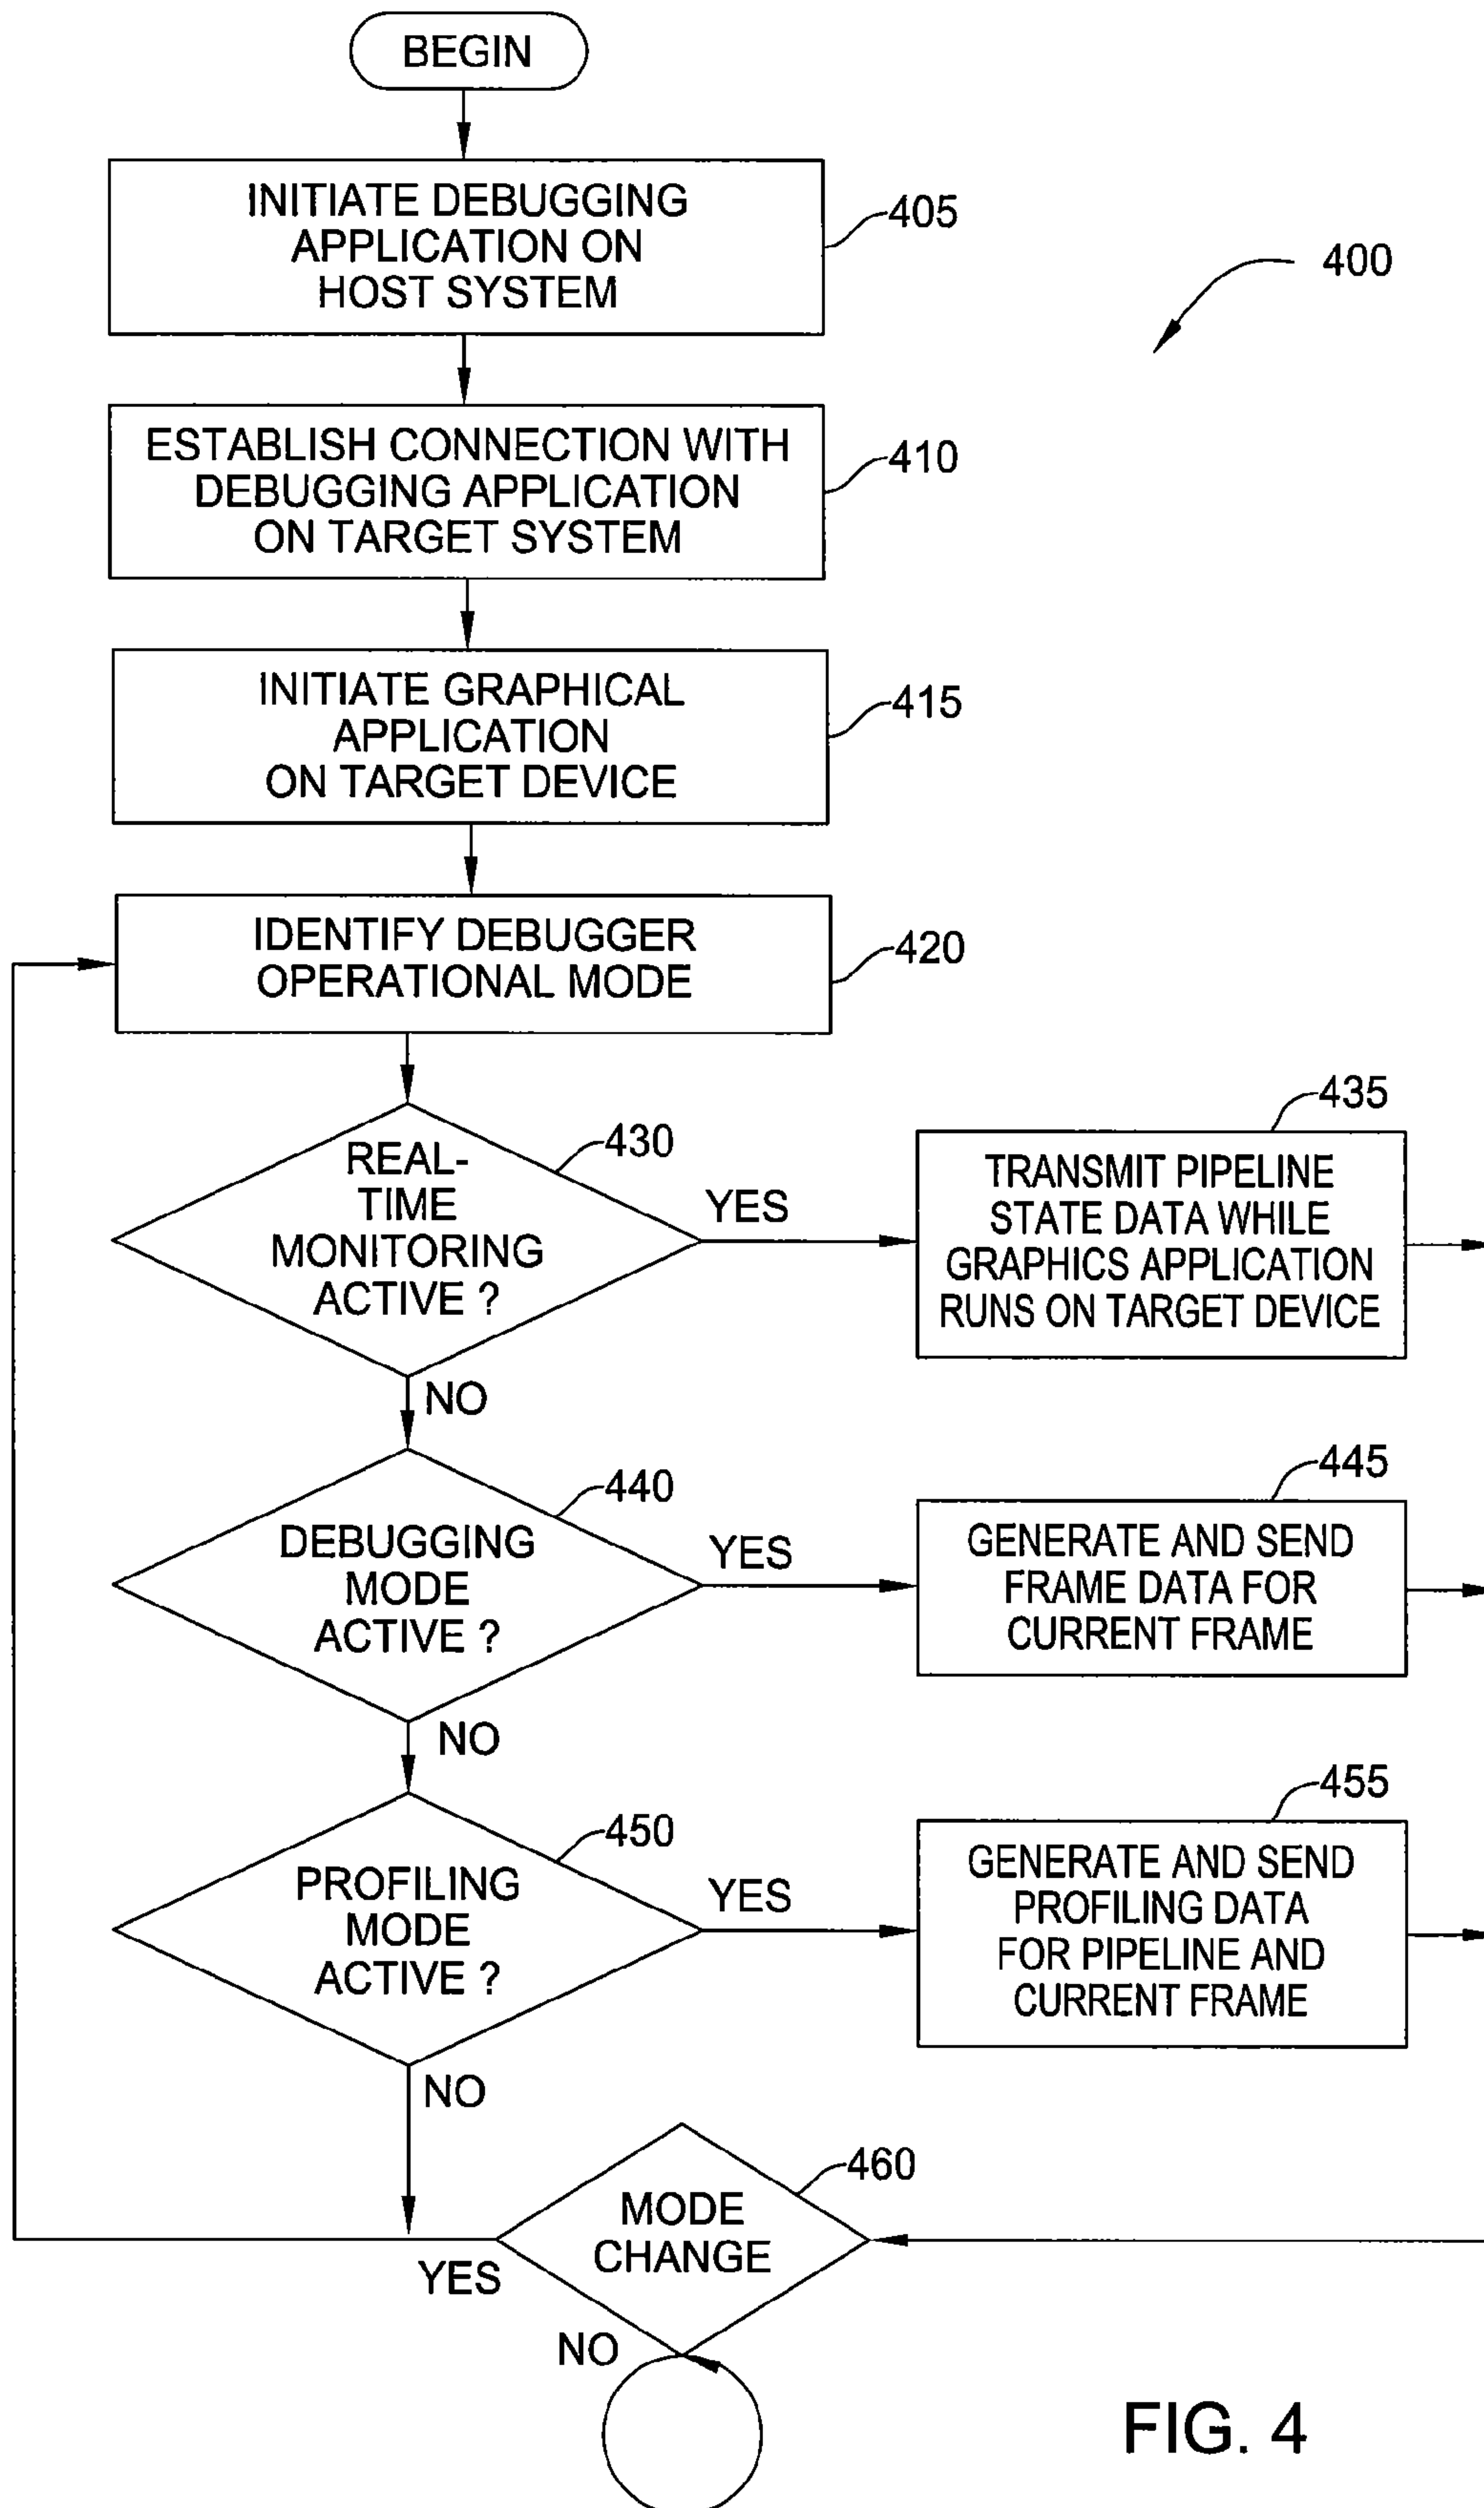 BEGIN
INITIATE DEBUGGING
APPLICATION ON
HOST SYSTEM
405
400
ESTABLISH CONNECTION WITH
DEBUGGING APPLICATION
ON TARGET SYSTEM
410
INITIATE GRAPHICAL
APPLICATION
ON TARGET DEVICE
415
IDENTIFY DEBUGGER
OPERATIONAL MODE
420
REAL-
TIME
MONITORING
ACTIVE ?
430
YES
NO
435
TRANSMIT PIPELINE
STATE DATA WHILE
GRAPHICS APPLICATION
RUNS ON TARGET DEVICE
DEBUGGING
MODE
ACTIVE ?
440
YES
NO
445
GENERATE AND SEND
FRAME DATA FOR
CURRENT FRAME
PROFILING
MODE
ACTIVE ?
450
YES
NO
455
GENERATE AND SEND
PROFILING DATA
FOR PIPELINE AND
CURRENT FRAME
MODE
CHANGE
460
YES
NO
FIG. 4